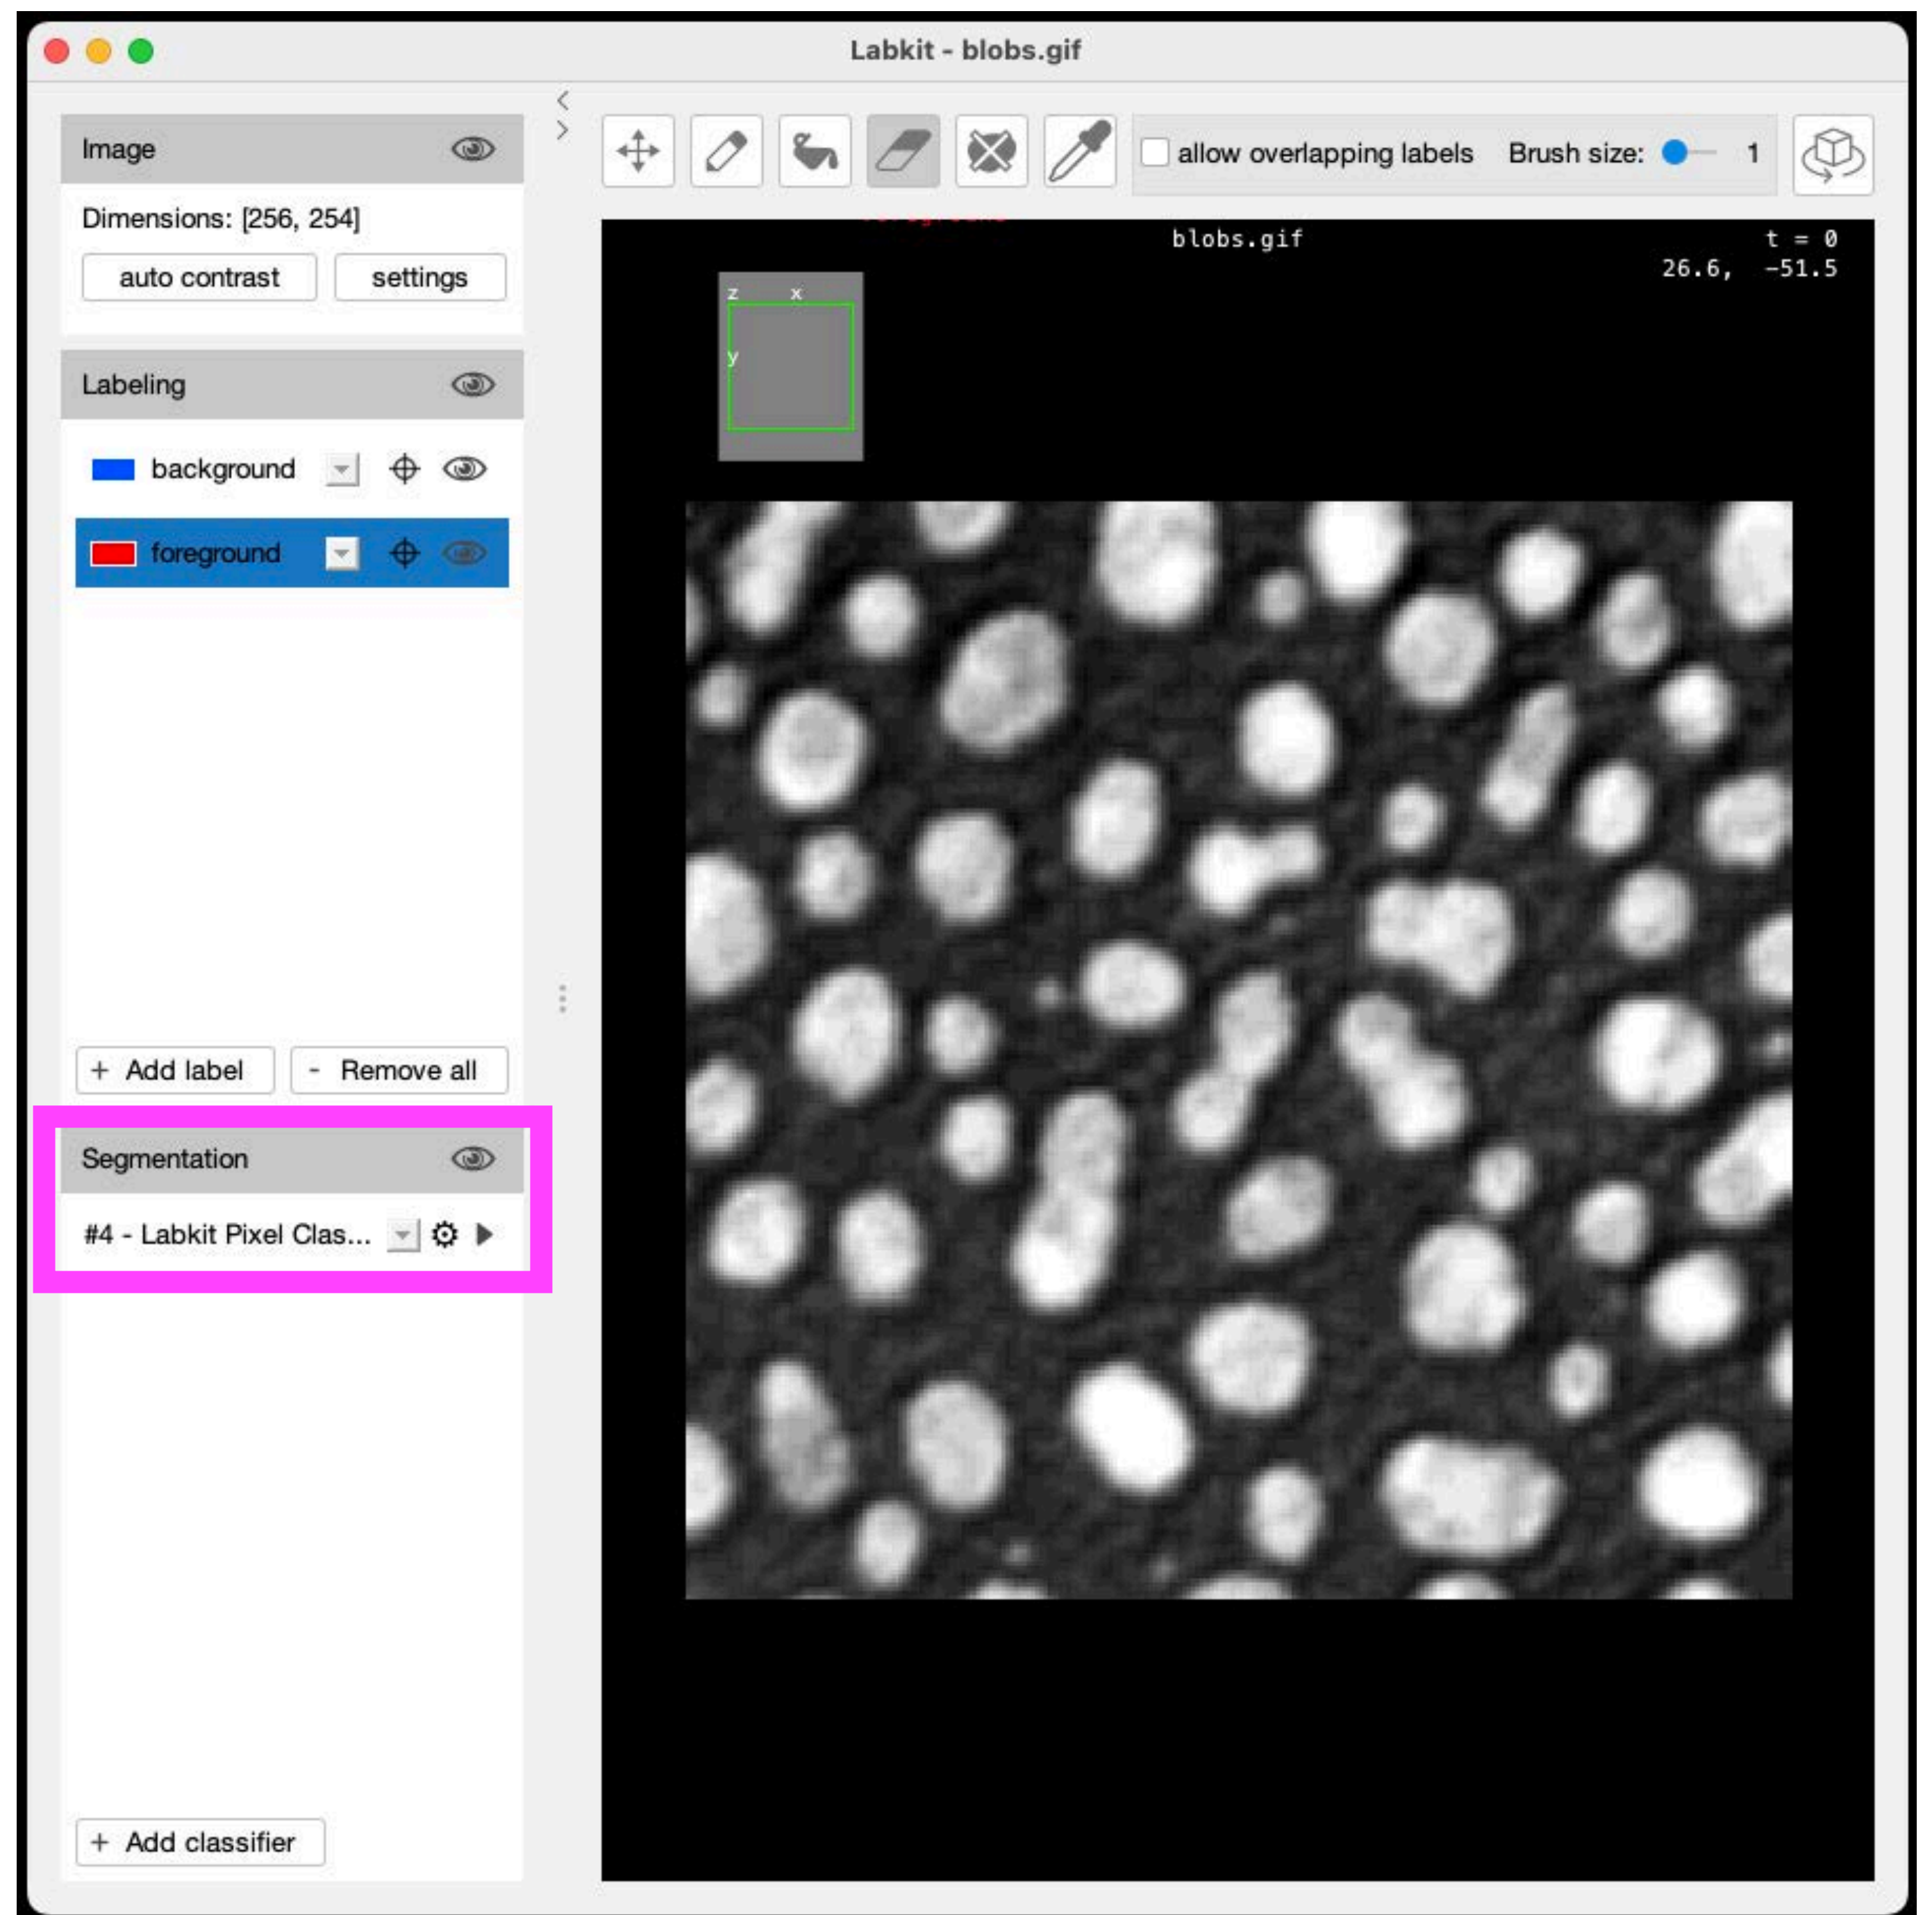 Labkit - blobs.gif
Image
Dimensions: [256, 254]
auto contrast settings
Labeling
background
foreground
+ Add label - Remove all
Segmentation
#4 - Labkit Pixel Clas...
+ Add classifier
allow overlapping labels Brush size: 1
blobs.gif t = 0
26.6, -51.5
z x
y